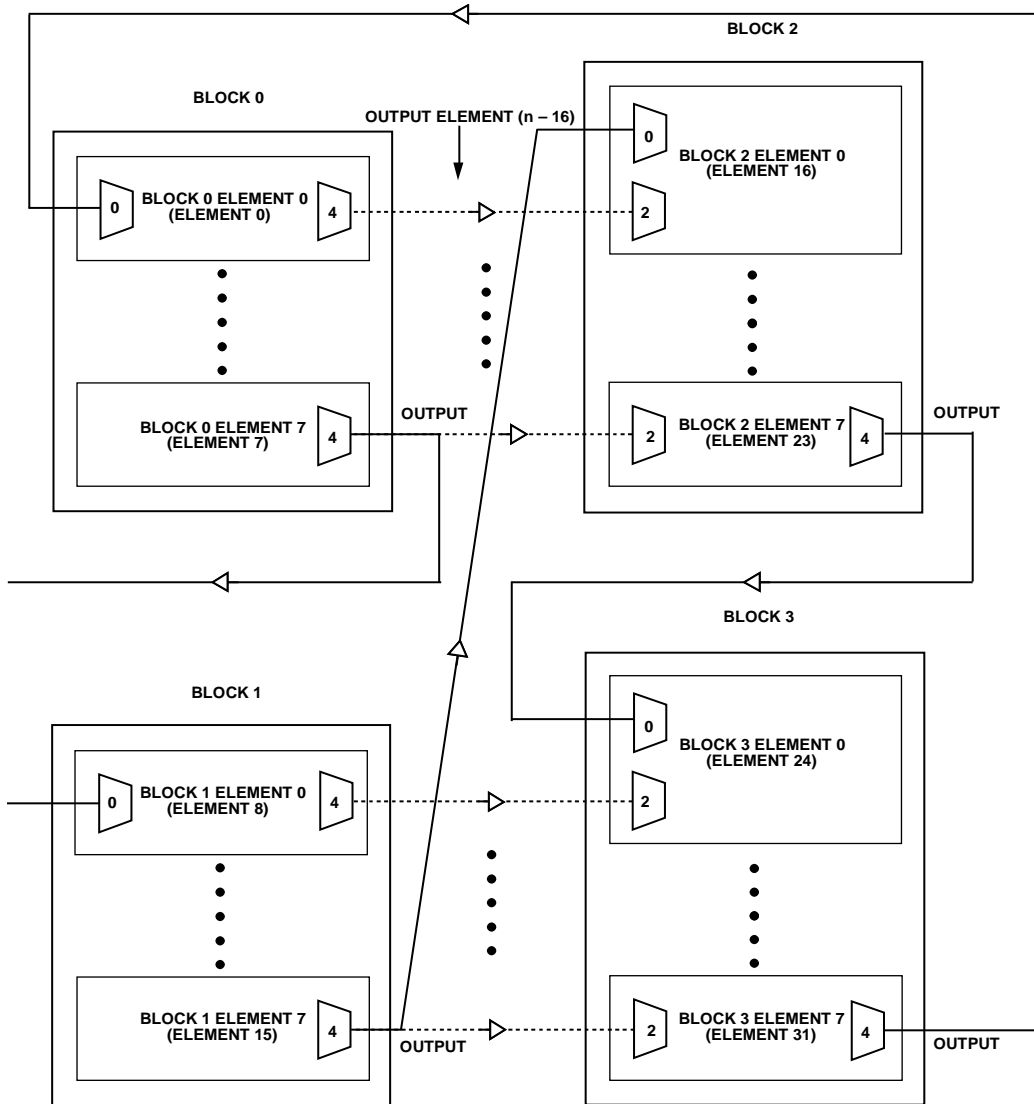 BLOCK 2
BLOCK 0
OUTPUT ELEMENT (n – 16)
0
BLOCK 2 ELEMENT 0
(ELEMENT 16)
0
BLOCK 0 ELEMENT 0
(ELEMENT 0)
4
2
BLOCK 0 ELEMENT 7
(ELEMENT 7)
4
OUTPUT
2
BLOCK 2 ELEMENT 7
(ELEMENT 23)
4
OUTPUT
BLOCK 3
BLOCK 1
0
BLOCK 3 ELEMENT 0
(ELEMENT 24)
0
BLOCK 1 ELEMENT 0
(ELEMENT 8)
4
2
BLOCK 1 ELEMENT 7
(ELEMENT 15)
4
OUTPUT
2
BLOCK 3 ELEMENT 7
(ELEMENT 31)
4
OUTPUT